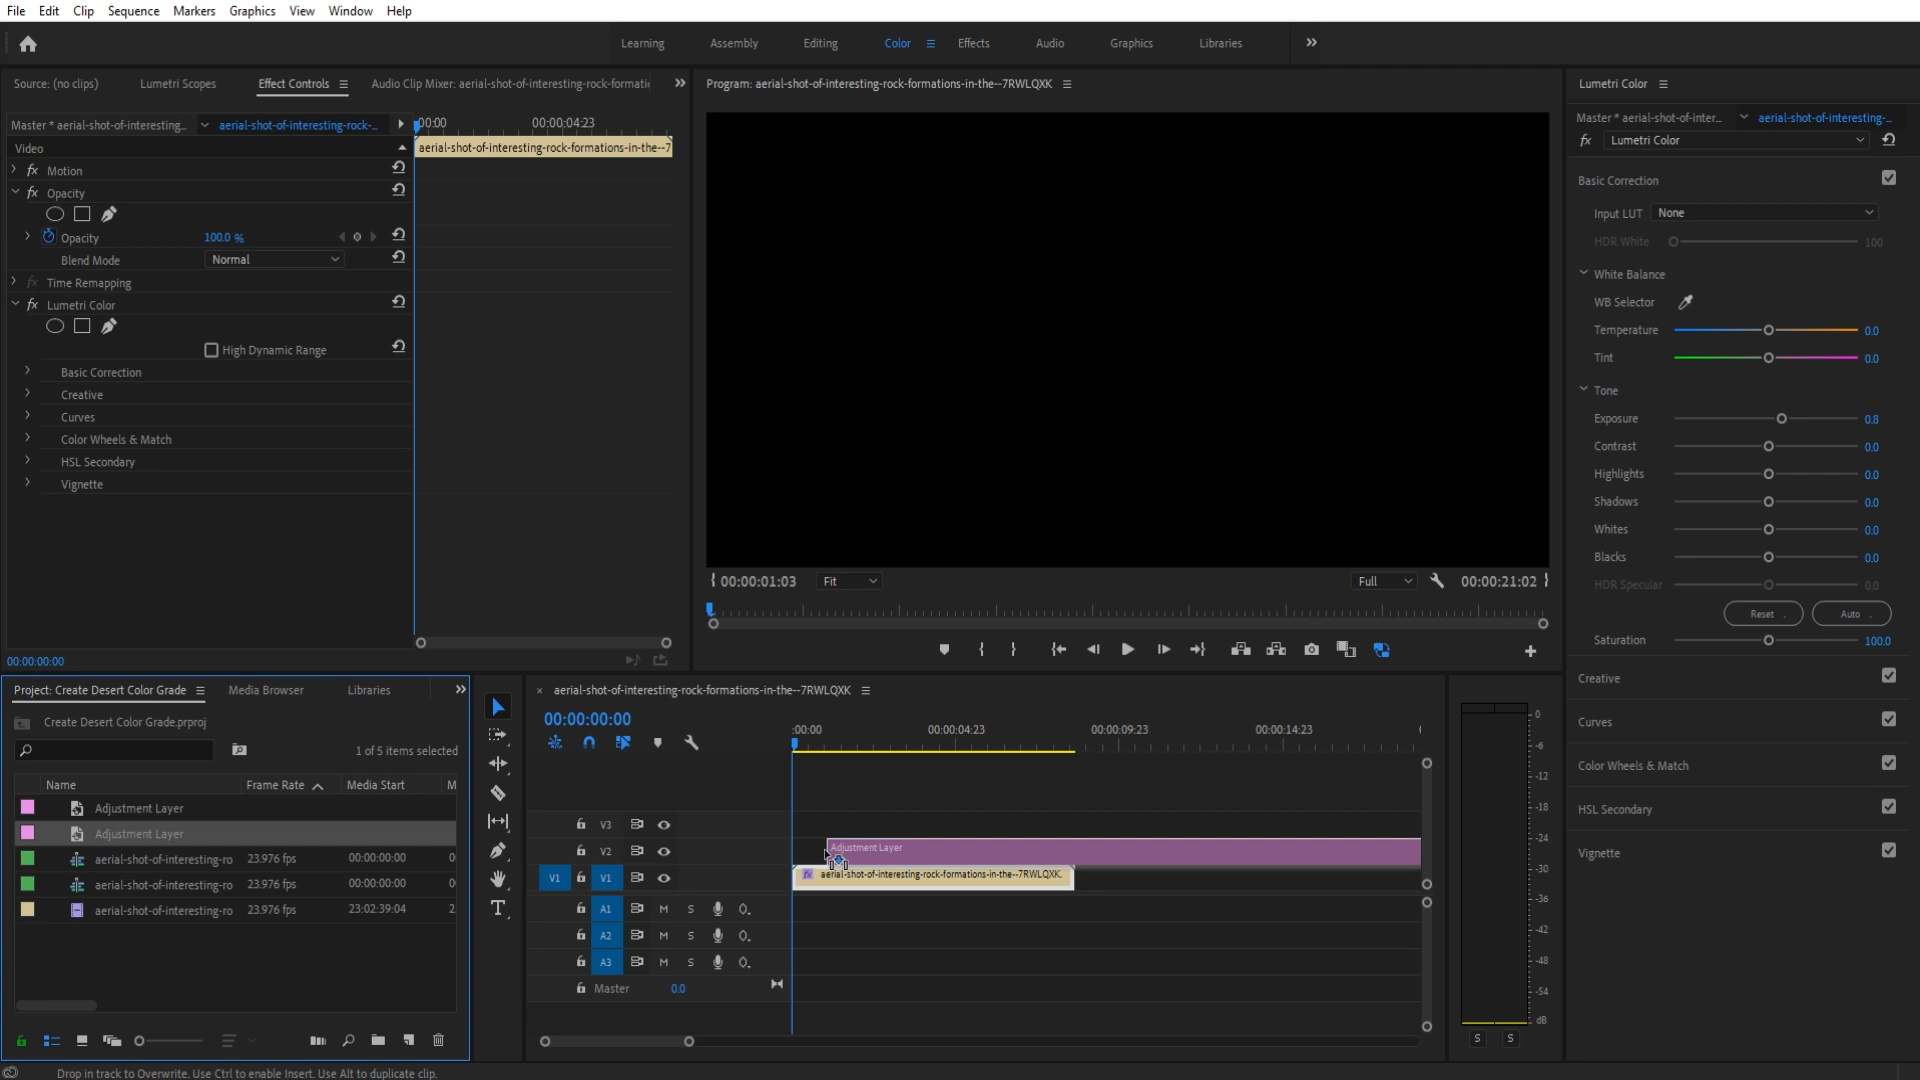 File Edit Clip Sequence Markers Graphics View Window Help
Learning Assembly Editing Color Effects Audio Graphics Libraries
Source: (no clips) Lumetri Scopes Effect Controls Audio Clip Mixer: aerial-shot-of-interesting-rock-formati
Master * aerial-shot-of-interesting... aerial-shot-of-interesting-rock-...
:00:00 00:00:04:23
Video
aerial-shot-of-interesting-rock-formations-in-the--7
fx Motion
fx Opacity
Opacity 100.0 %
Blend Mode Normal
fx Time Remapping
fx Lumetri Color
High Dynamic Range
Basic Correction
Creative
Curves
Color Wheels & Match
HSL Secondary
Vignette
00:00:00:00
Program: aerial-shot-of-interesting-rock-formations-in-the--7RWLQXK
00:00:01:03 Fit Full 00:00:21:02
Lumetri Color
Master * aerial-shot-of-inter... aerial-shot-of-interesting-...
fx Lumetri Color
Basic Correction
Input LUT None
HDR White 100
White Balance
WB Selector
Temperature 0.0
Tint 0.0
Tone
Exposure 0.8
Contrast 0.0
Highlights 0.0
Shadows 0.0
Whites 0.0
Blacks 0.0
HDR Specular 0.0
Reset Auto
Saturation 100.0
Creative
Curves
Color Wheels & Match
HSL Secondary
Vignette
Project: Create Desert Color Grade Media Browser Libraries
Create Desert Color Grade.prproj
1 of 5 items selected
Name Frame Rate Media Start M
Adjustment Layer
Adjustment Layer
aerial-shot-of-interesting-ro 23.976 fps 00:00:00:00 0
aerial-shot-of-interesting-ro 23.976 fps 00:00:00:00 0
aerial-shot-of-interesting-ro 23.976 fps 23:02:39:04 2
× aerial-shot-of-interesting-rock-formations-in-the--7RWLQXK
00:00:00:00
:00:00 00:00:04:23 00:00:09:23 00:00:14:23
V3
V2 Adjustment Layer
V1 V1 fx aerial-shot-of-interesting-rock-formations-in-the--7RWLQXK.
A1 M S
A2 M S
A3 M S
Master 0.0
0
-6
-12
-18
-24
-30
-36
-42
-48
-54
dB
S S
Drop in track to Overwrite. Use Ctrl to enable Insert. Use Alt to duplicate clip.